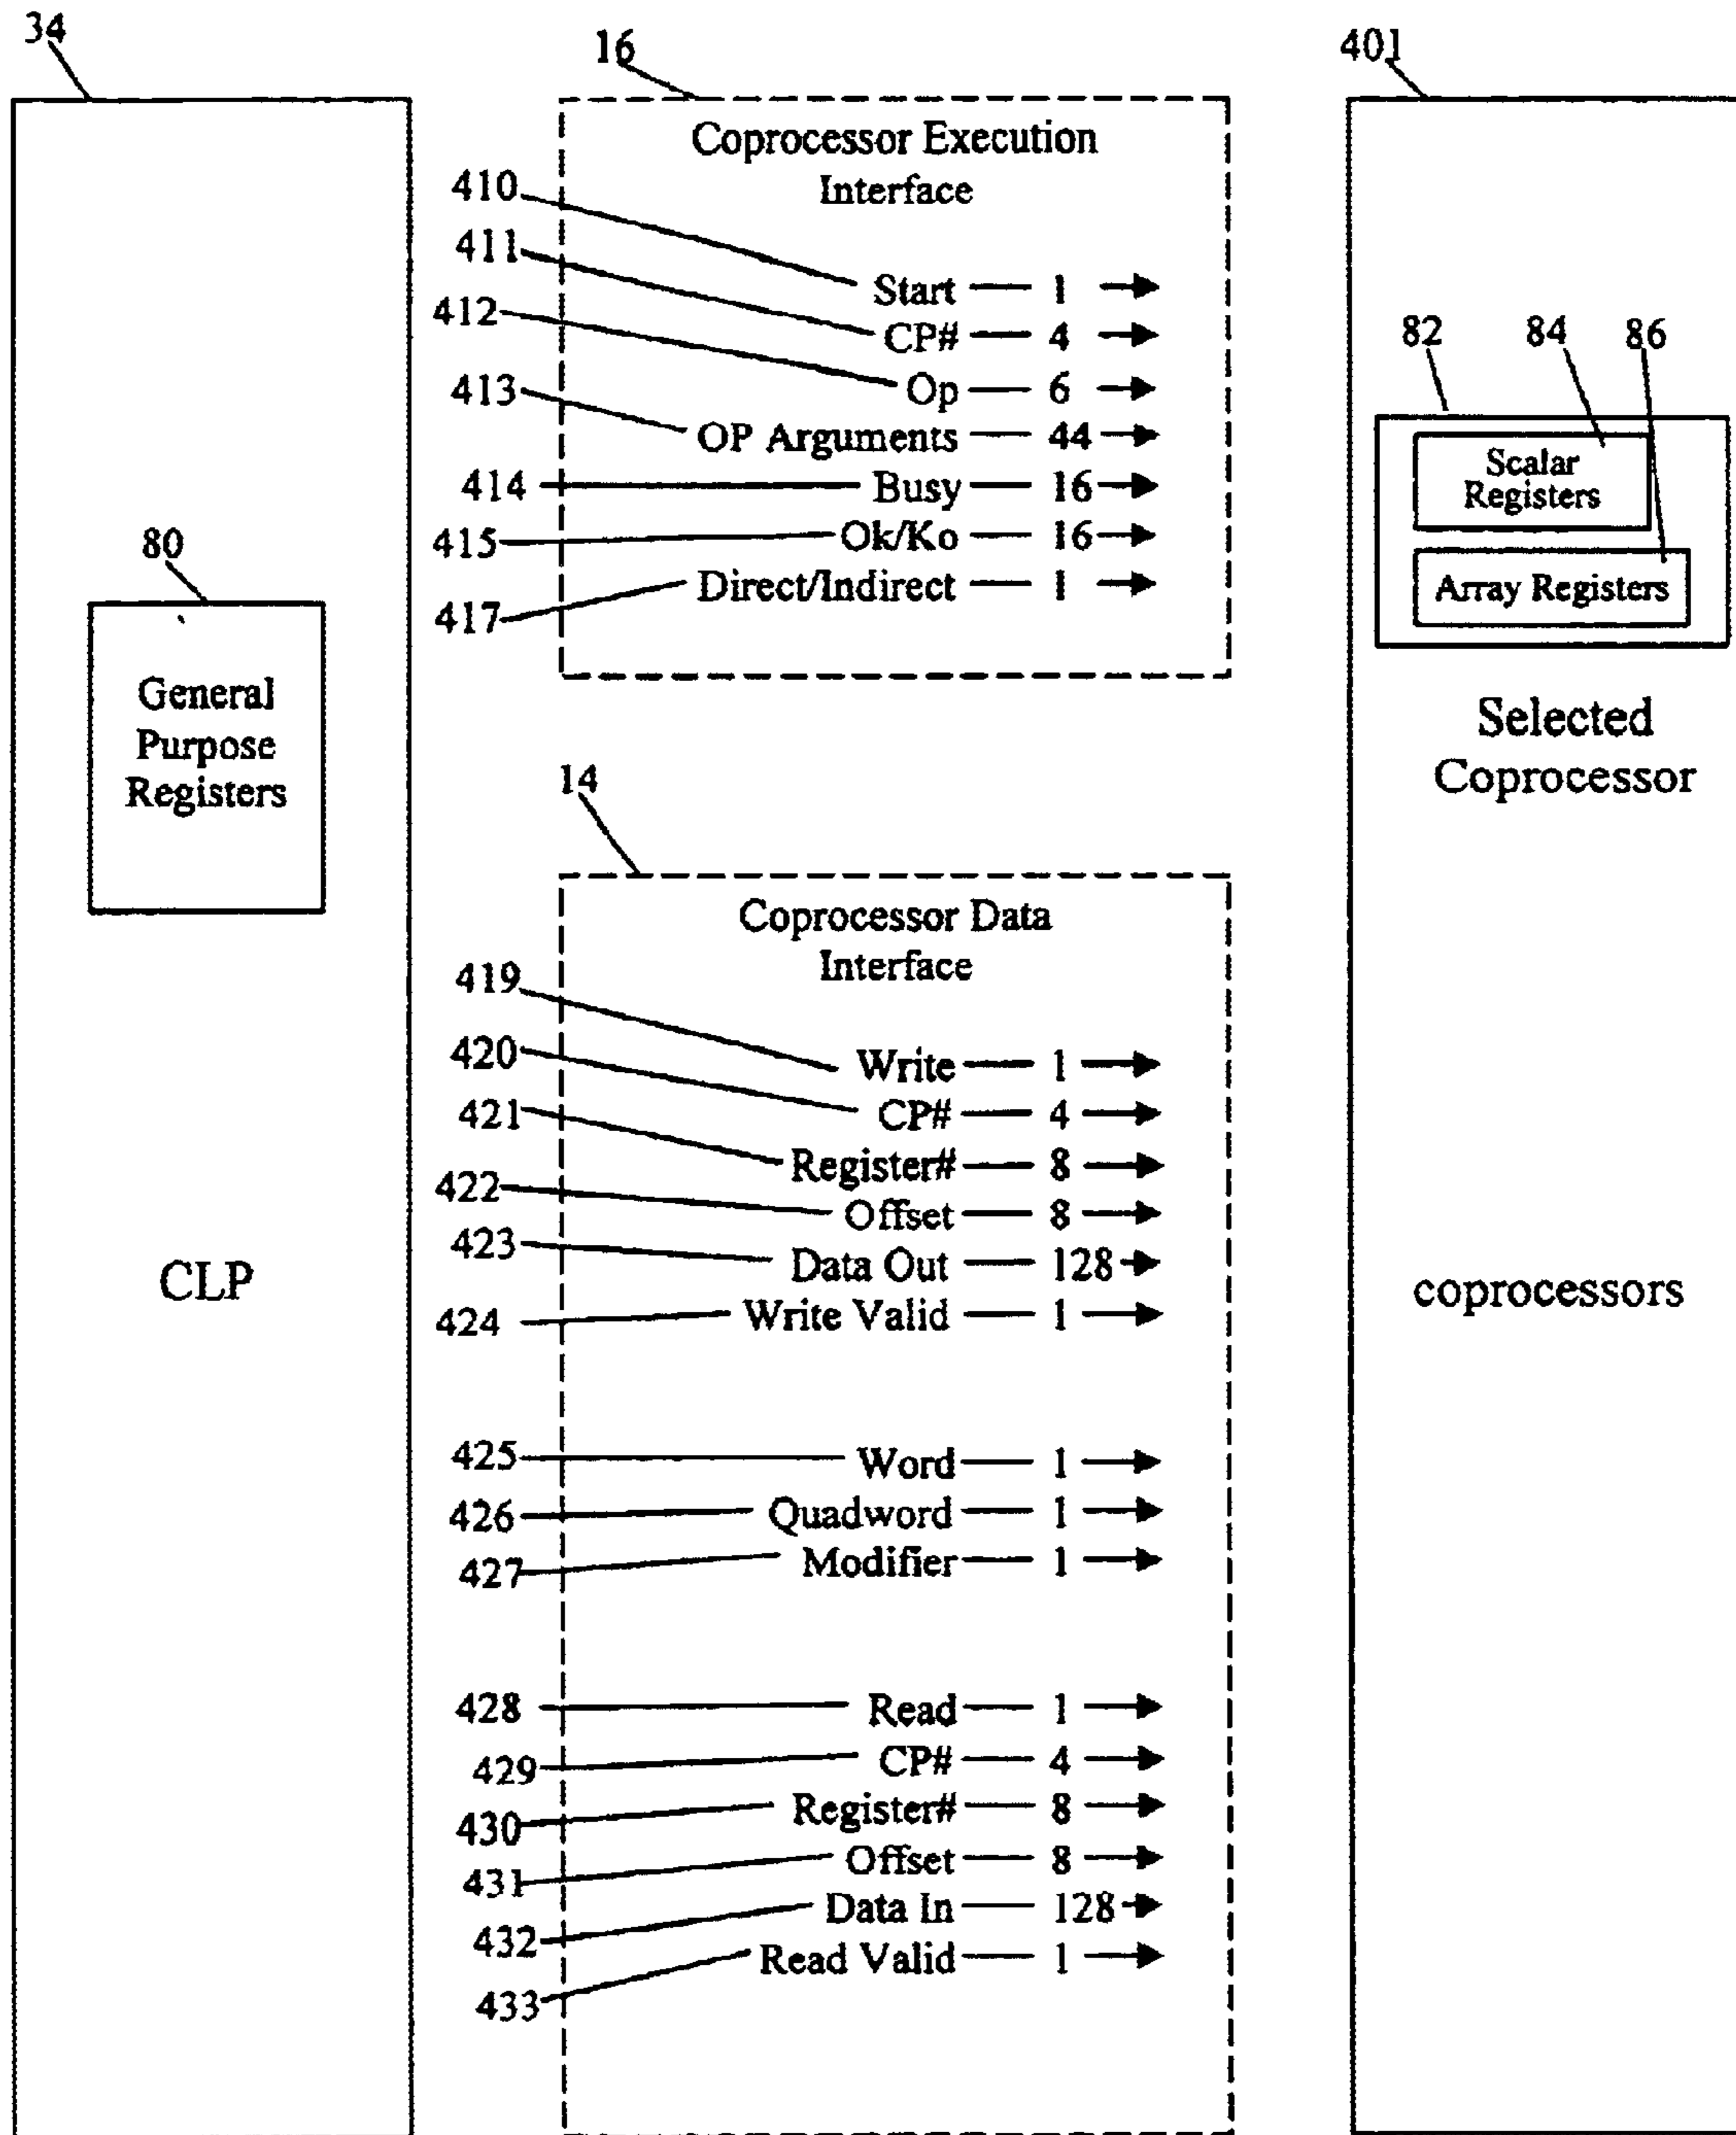 34
16
401
Coprocessor Execution
Interface
410
411
412
413
414
415
417
Start 1
CP# 4
Op 6
OP Arguments 44
Busy 16
Ok/Ko 16
Direct/Indirect 1
82
84
86
Scalar
Registers
Array Registers
Selected
Coprocessor
80
General
Purpose
Registers
CLP
14
Coprocessor Data
Interface
419
420
421
422
423
424
Write 1
CP# 4
Register# 8
Offset 8
Data Out 128
Write Valid 1
425
426
427
Word 1
Quadword 1
Modifier 1
428
429
430
431
432
433
Read 1
CP# 4
Register# 8
Offset 8
Data In 128
Read Valid 1
coprocessors